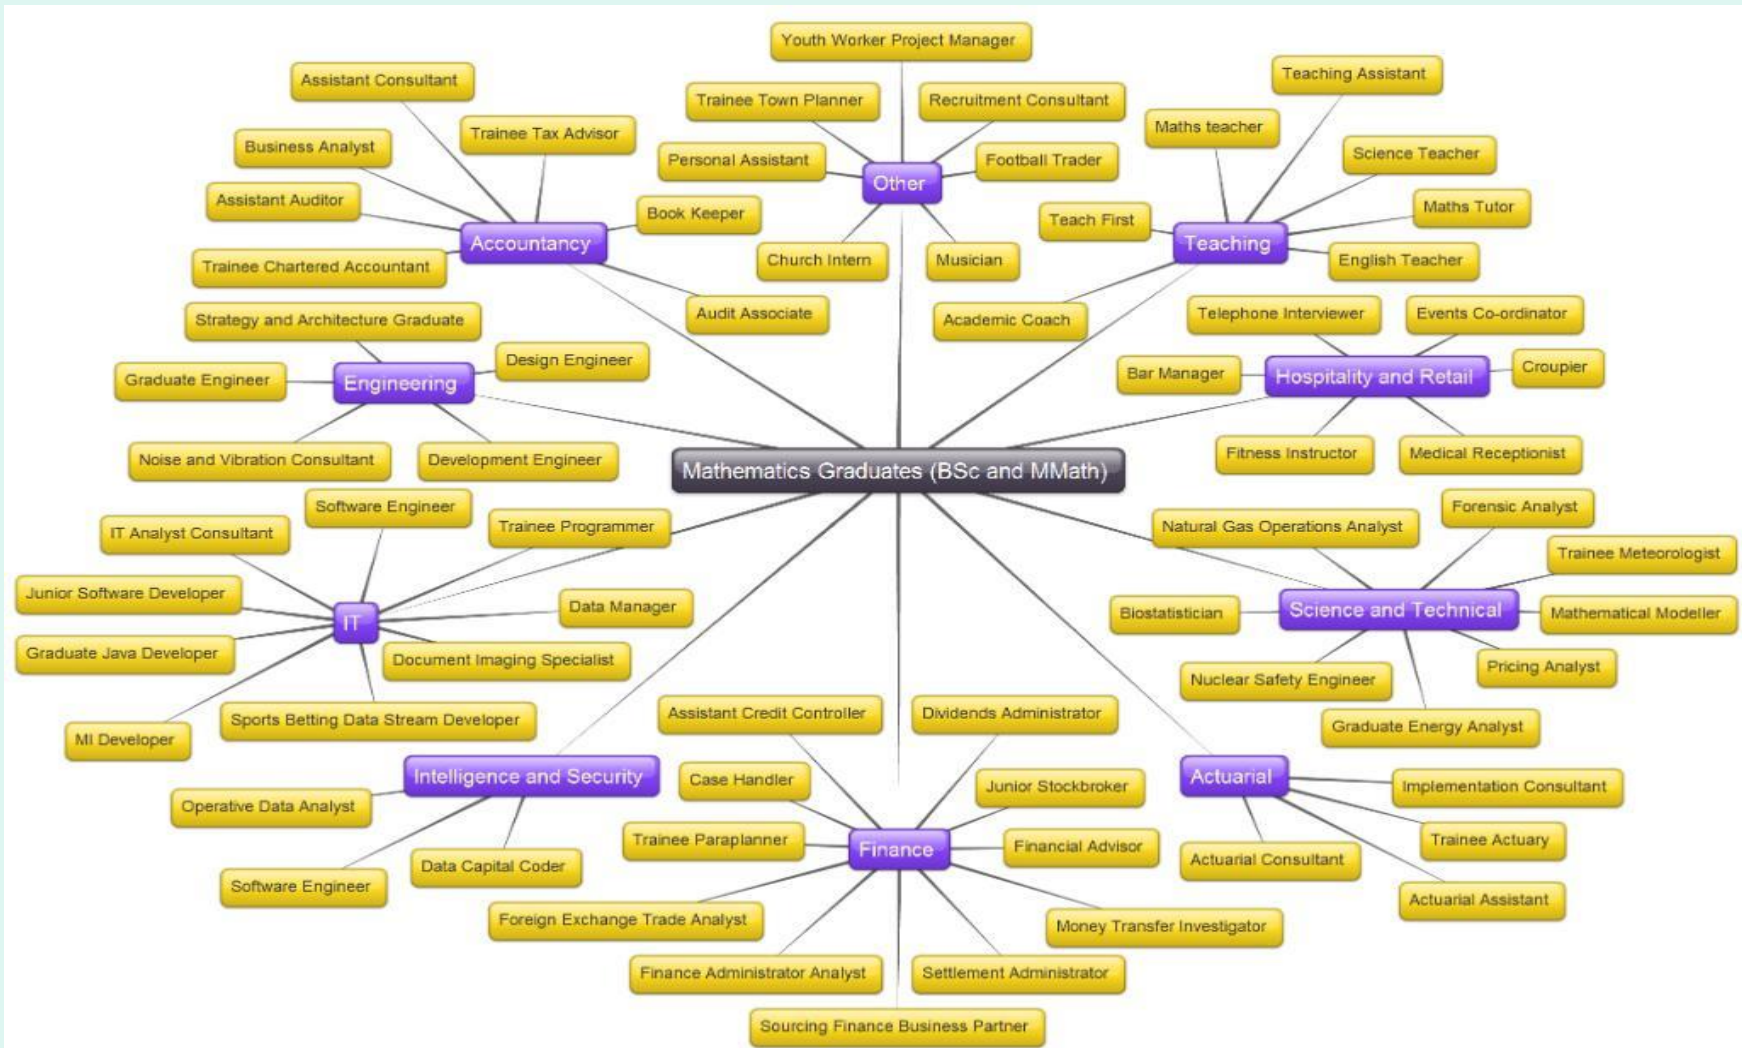 Youth Worker Project Manager
Assistant Consultant
Teaching Assistant
Trainee Town Planner
Recruitment Consultant
Trainee Tax Advisor
Maths teacher
Business Analyst
Personal Assistant
Football Trader
Science Teacher
Other
Assistant Auditor
Book Keeper
Teach First
Maths Tutor
Accountancy
Teaching
Trainee Chartered Accountant
Church Intern
Musician
English Teacher
Audit Associate
Academic Coach
Strategy and Architecture Graduate
Telephone Interviewer
Events Co-ordinator
Design Engineer
Graduate Engineer
Engineering
Bar Manager
Hospitality and Retail
Croupier
Noise and Vibration Consultant
Development Engineer
Fitness Instructor
Medical Receptionist
Mathematics Graduates (BSc and MMath)
Software Engineer
Forensic Analyst
IT Analyst Consultant
Trainee Programmer
Natural Gas Operations Analyst
Trainee Meteorologist
Junior Software Developer
Data Manager
Biostatistician
Science and Technical
Mathematical Modeller
IT
Graduate Java Developer
Document Imaging Specialist
Nuclear Safety Engineer
Pricing Analyst
MI Developer
Sports Betting Data Stream Developer
Assistant Credit Controller
Dividends Administrator
Graduate Energy Analyst
Intelligence and Security
Case Handler
Junior Stockbroker
Actuarial
Implementation Consultant
Operative Data Analyst
Trainee Paraplanner
Finance
Financial Advisor
Trainee Actuary
Software Engineer
Data Capital Coder
Actuarial Consultant
Actuarial Assistant
Foreign Exchange Trade Analyst
Money Transfer Investigator
Finance Administrator Analyst
Settlement Administrator
Sourcing Finance Business Partner